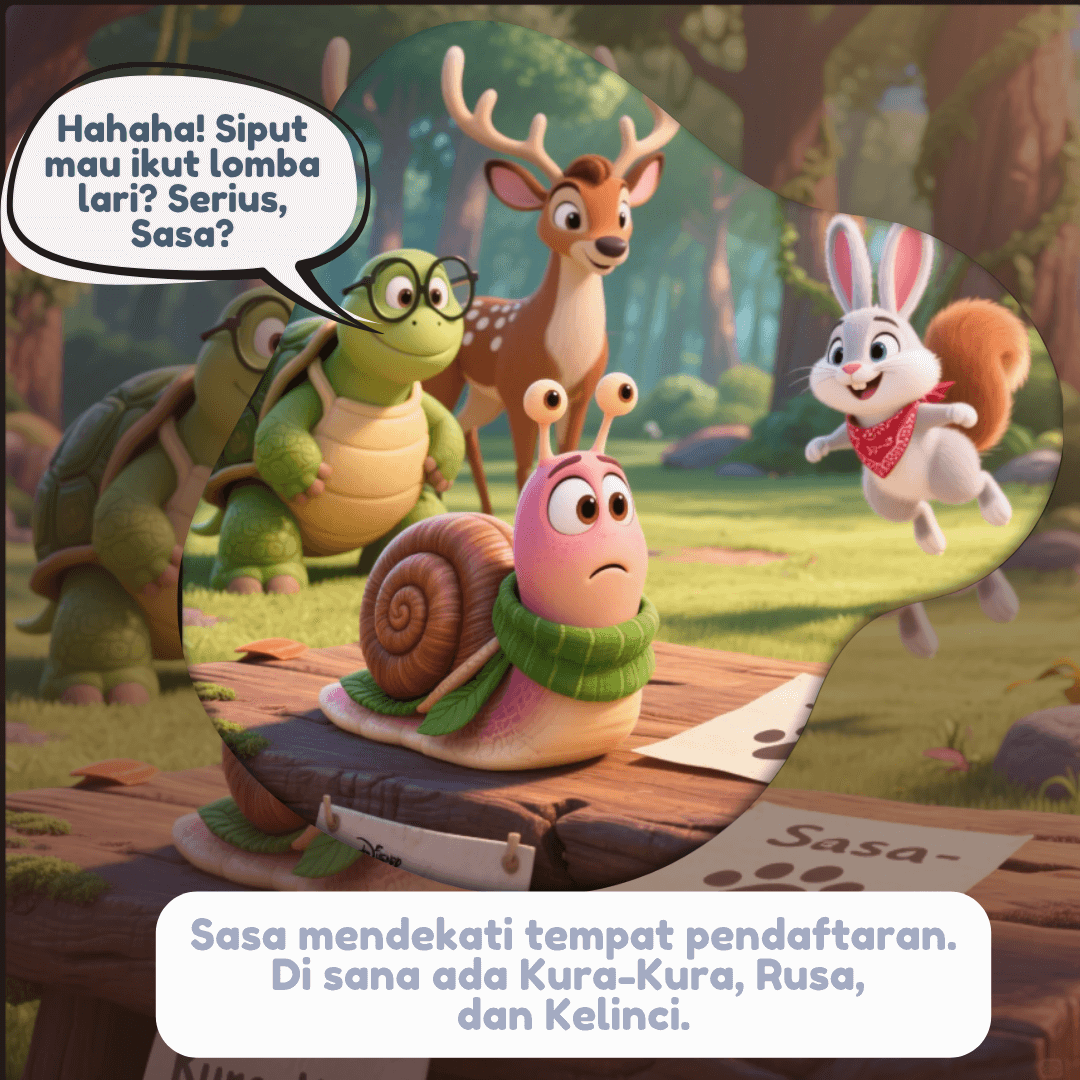 Hahaha! Siput
mau ikut lomba
lari? Serius,
Sasa?
Disney
Sasa-
Sasa mendekati tempat pendaftaran.
Di sana ada Kura-Kura, Rusa,
dan Kelinci.